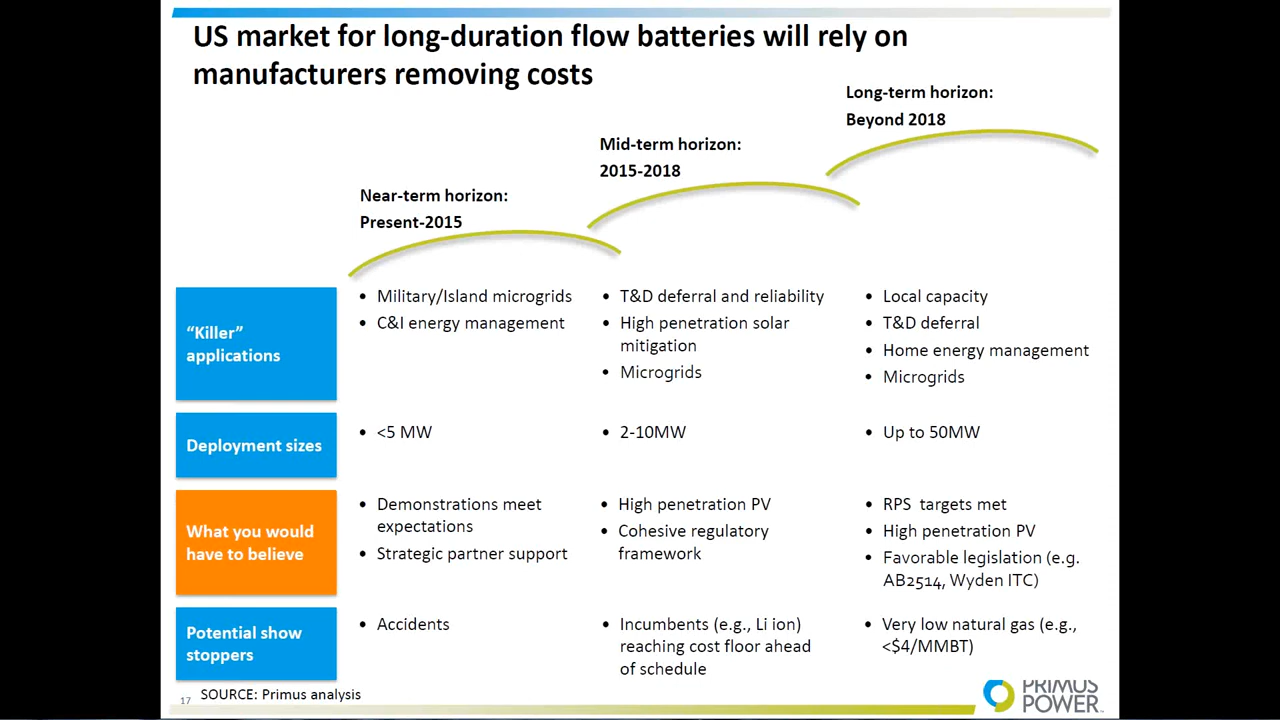 US market for long-duration flow batteries will rely on
manufacturers removing costs
Long-term horizon:
Beyond 2018
Mid-term horizon:
2015-2018
Near-term horizon:
Present-2015
“Killer”
applications
• Military/Island microgrids
• C&I energy management
• T&D deferral and reliability
• High penetration solar
mitigation
• Microgrids
• Local capacity
• T&D deferral
• Home energy management
• Microgrids
Deployment sizes
• <5 MW
• 2-10MW
• Up to 50MW
What you would
have to believe
• Demonstrations meet
expectations
• Strategic partner support
• High penetration PV
• Cohesive regulatory
framework
• RPS targets met
• High penetration PV
• Favorable legislation (e.g.
AB2514, Wyden ITC)
Potential show
stoppers
• Accidents
• Incumbents (e.g., Li ion)
reaching cost floor ahead
of schedule
• Very low natural gas (e.g.,
<$4/MMBT)
17 SOURCE: Primus analysis
PRIMUS
POWER